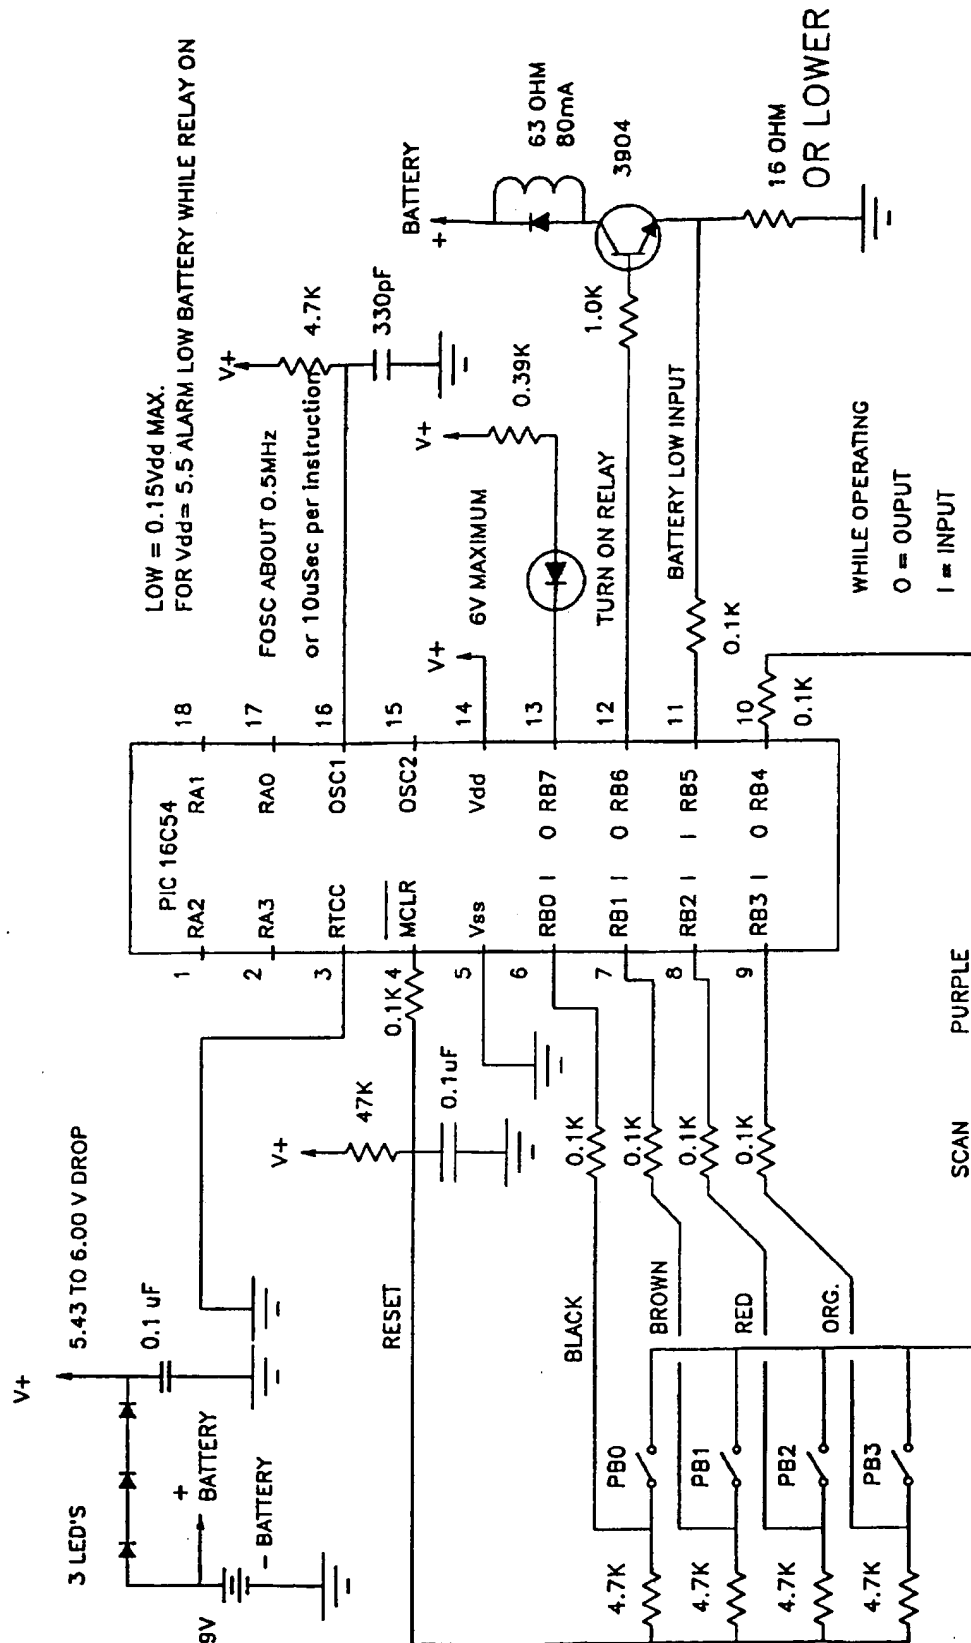 LOW = 0.15Vdd MAX.
FOR Vdd= 5.5 ALARM LOW BATTERY WHILE RELAY ON
FOSC ABOUT 0.5MHz
or 10uSec per instruction
V+
4.7K
330pF
BATTERY
+
63 OHM
80mA
3904
1.0K
16 OHM
OR LOWER
V+
0.39K
6V MAXIMUM
V+
TURN ON RELAY
BATTERY LOW INPUT
0.1K
0.1K
WHILE OPERATING
O = OUPUT
I = INPUT
PIC 16C54
18
17
16
15
14
13
12
11
10
RA1
RA0
OSC1
OSC2
Vdd
O RB7
O RB6
I RB5
O RB4
RA2
RA3
RTCC
MCLR
Vss
RB0 I
RB1 I
RB2 I
RB3 I
1
2
3
4
5
6
7
8
9
0.1K
V+
47K
0.1uF
RESET
5.43 TO 6.00 V DROP
V+
0.1 uF
3 LED'S
+
BATTERY
- BATTERY
9V
0.1K
0.1K
0.1K
0.1K
BLACK
BROWN
RED
ORG.
PB0
PB1
PB2
PB3
4.7K
4.7K
4.7K
4.7K
SCAN
PURPLE